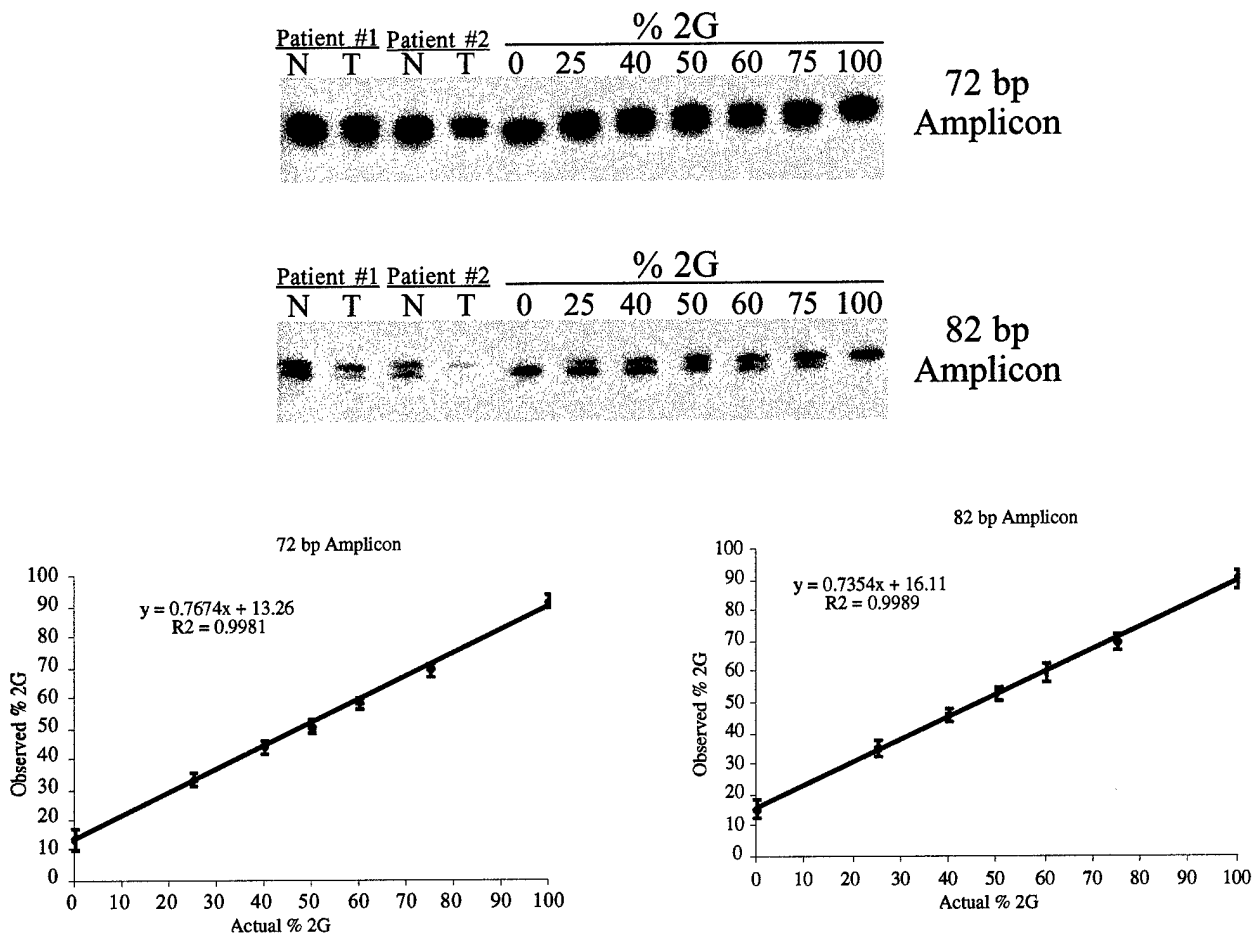 % 2G
Patient #1 Patient #2
N T N T 0 25 40 50 60 75 100
72 bp
Amplicon
% 2G
Patient #1 Patient #2
N T N T 0 25 40 50 60 75 100
82 bp
Amplicon
72 bp Amplicon
y = 0.7674x + 13.26
R2 = 0.9981
100
90
80
70
60
50
40
30
20
10
0
Observed % 2G
0 10 20 30 40 50 60 70 80 90 100
Actual % 2G
82 bp Amplicon
y = 0.7354x + 16.11
R2 = 0.9989
100
90
80
70
60
50
40
30
20
10
0
Observed % 2G
0 10 20 30 40 50 60 70 80 90 100
Actual % 2G